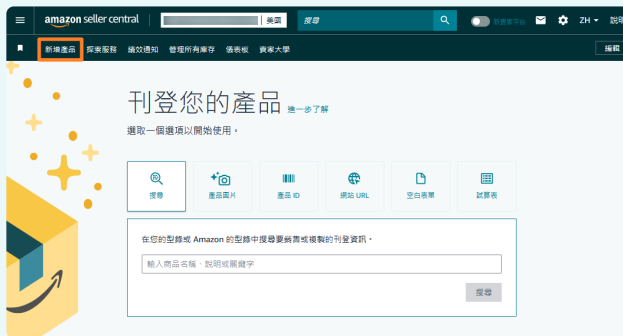 amazon seller central
美國
搜尋
ZH
說明
新增產品 探索服務 績效通知 管理所有庫存 儀表板 賣家大學
編輯
刊登您的產品 進一步了解
選取一個選項以開始使用。
搜尋 產品圖片 產品 ID 網站 URL 空白表單 試算表
在您的型錄或 Amazon 的型錄中搜尋要銷售或複製的刊登資訊。
輸入商品名稱、說明或關鍵字
搜尋